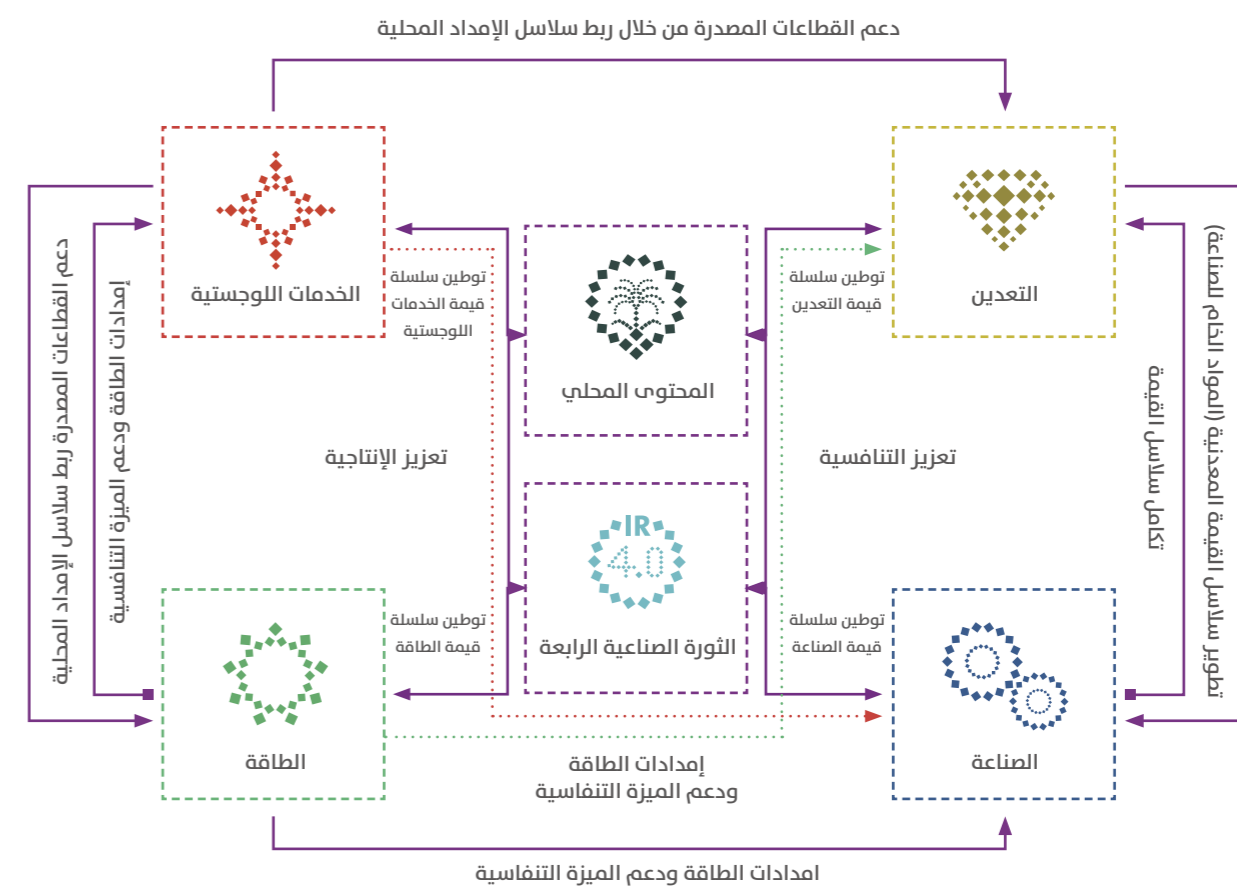 دعم القطاعات المصدرة من خلال ربط سلاسل الإمداد المحلية
التعدين
الخدمات اللوجستية
المحتوى المحلي
توطين سلسلة
قيمة التعدين
توطين سلسلة
قيمة الخدمات
اللوجستية
تطوير سلاسل القيمة المعدنية (المواد الخام للصناعة)
تكامل سلاسل القيمة
إمدادات الطاقة ودعم الميزة التنافسية
دعم القطاعات المصدرة ربط سلاسل الإمداد المحلية
تعزيز التنافسية
تعزيز الإنتاجية
IR
4.0
الثورة الصناعية الرابعة
توطين سلسلة
قيمة الصناعة
توطين سلسلة
قيمة الطاقة
الصناعة
الطاقة
إمدادات الطاقة
ودعم الميزة التنفاسية
امدادات الطاقة ودعم الميزة التنفاسية